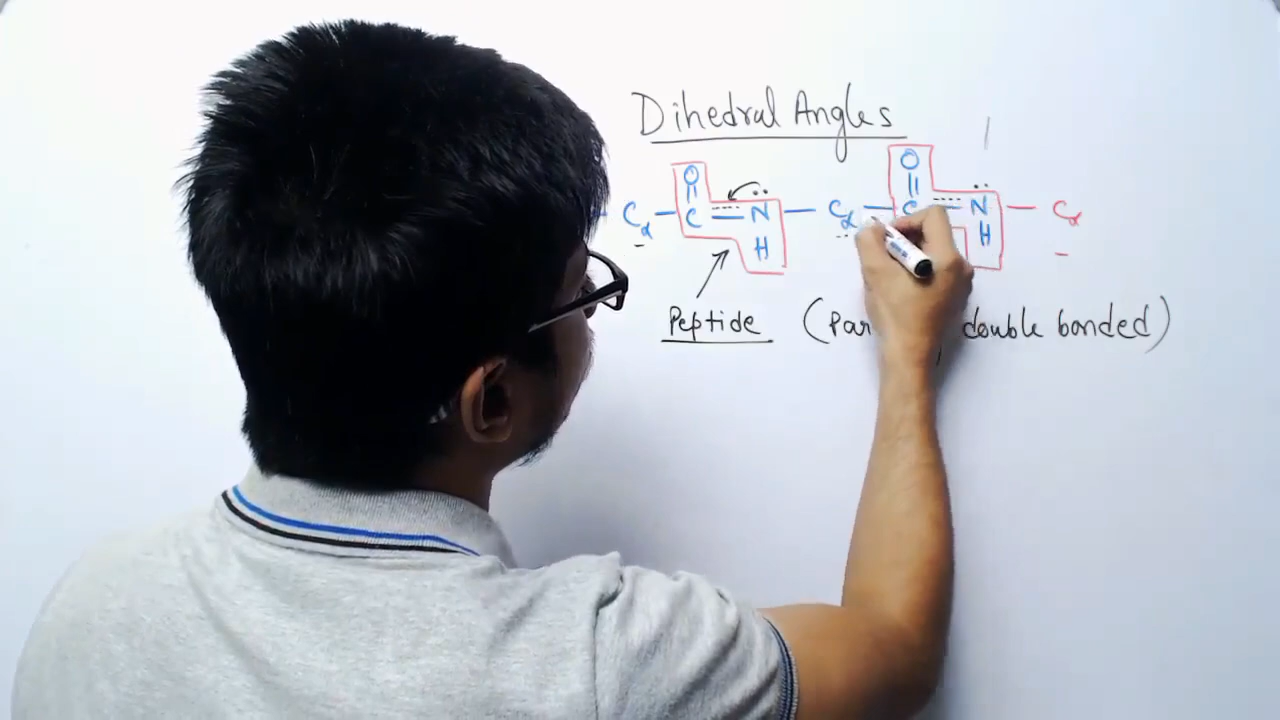 Dihedral Angles
O O
Cα C N Cα C N Cα
H H
Peptide (Par double bonded)